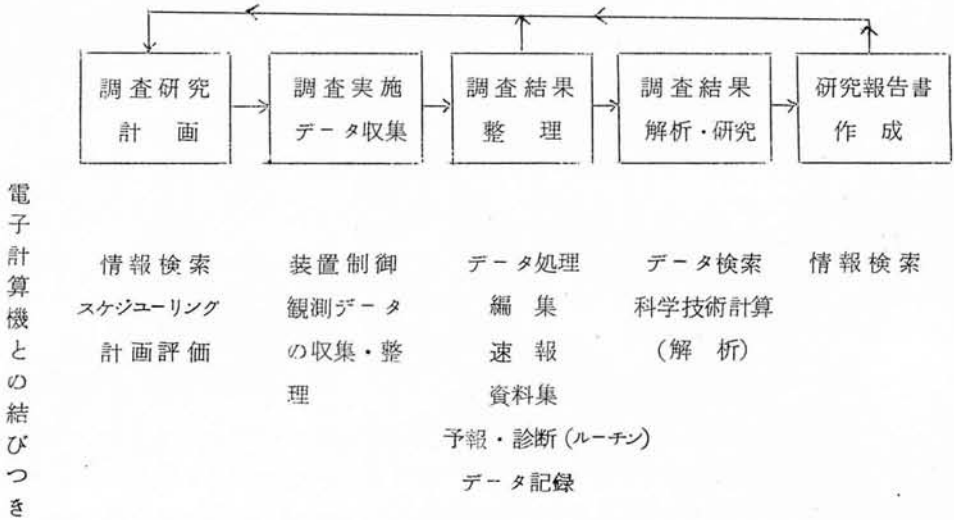 調査研究
計画
調査実施
データ収集
調査結果
整理
調査結果
解析・研究
研究報告書
作成
電子計算機との結びつき
情報検索
スケジユーリング
計画評価
装置制御
観測データ
の収集・整
理
データ処理
編集
速報
資料集
予報・診断(ルーチン)
データ記録
データ検索
科学技術計算
(解析)
情報検索